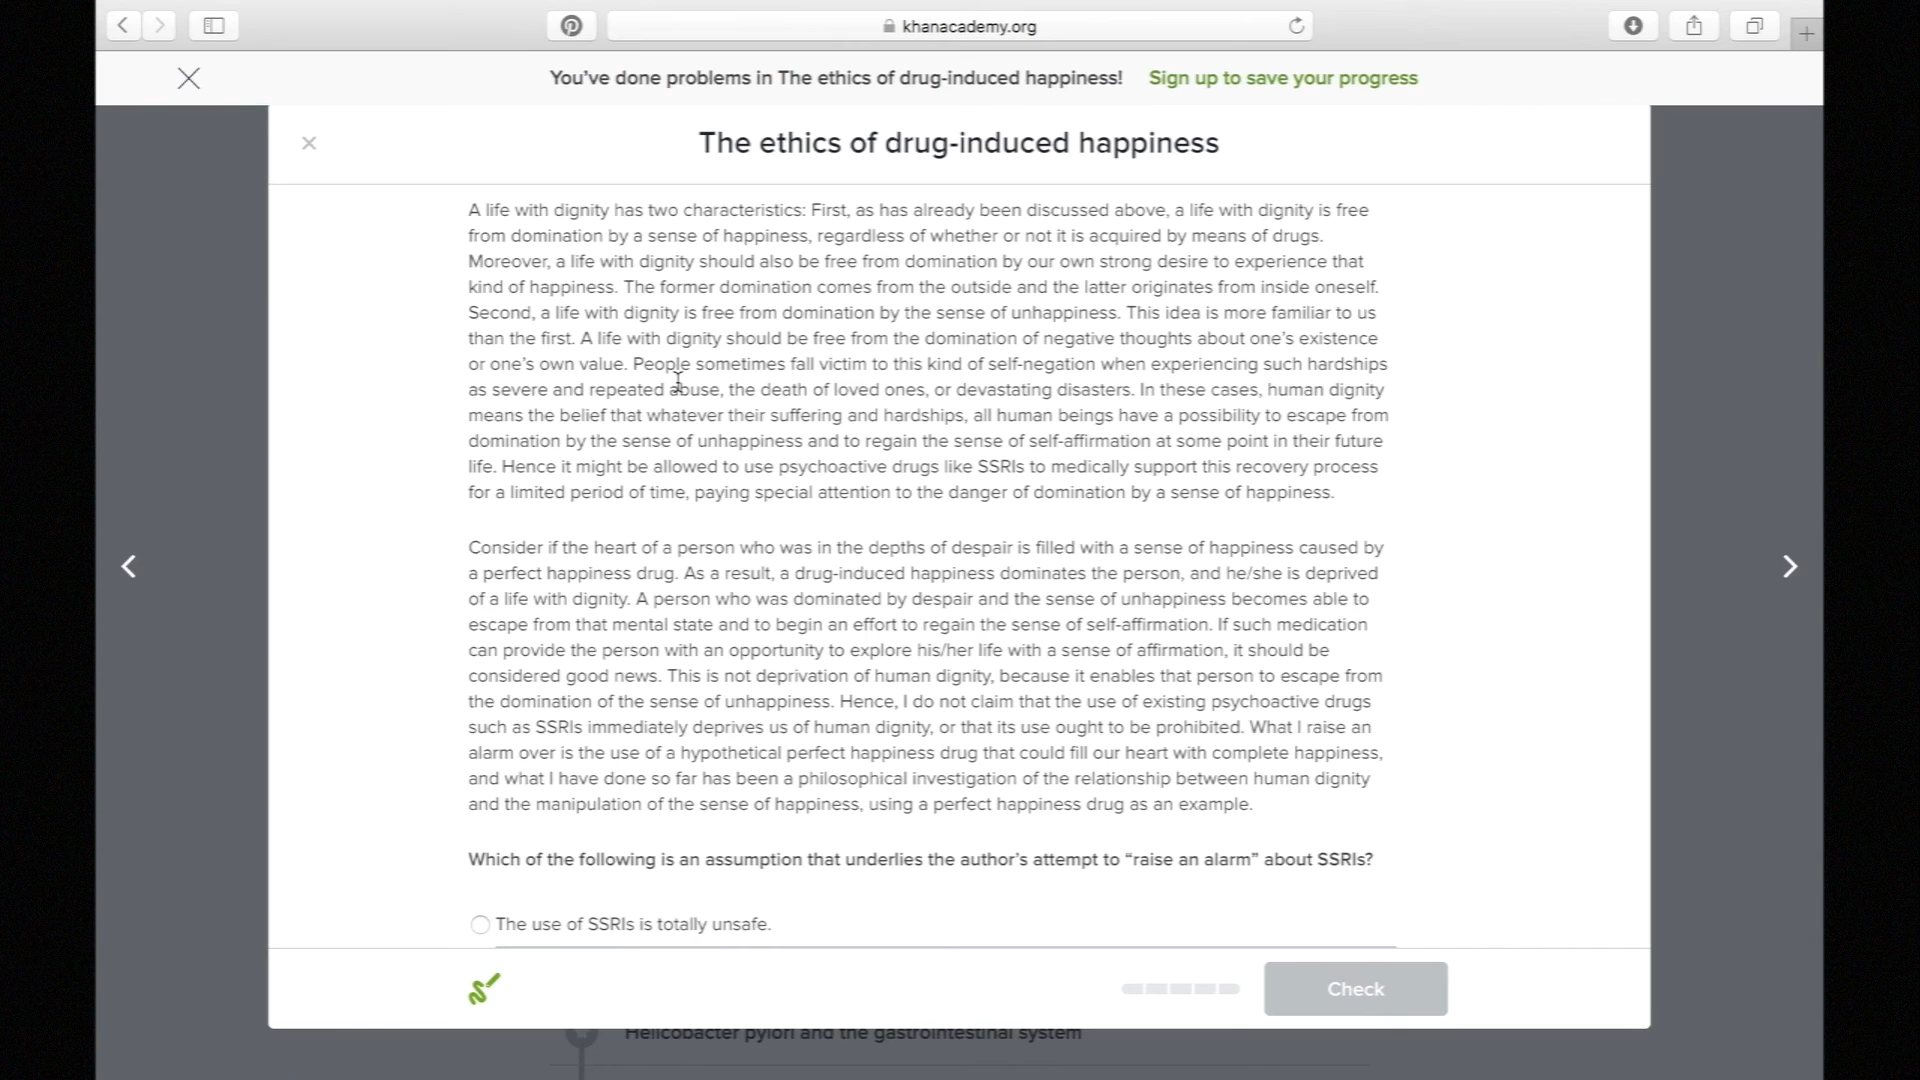 khanacademy.org
You've done problems in The ethics of drug-induced happiness! Sign up to save your progress
The ethics of drug-induced happiness
A life with dignity has two characteristics: First, as has already been discussed above, a life with dignity is free
from domination by a sense of happiness, regardless of whether or not it is acquired by means of drugs.
Moreover, a life with dignity should also be free from domination by our own strong desire to experience that
kind of happiness. The former domination comes from the outside and the latter originates from inside oneself.
Second, a life with dignity is free from domination by the sense of unhappiness. This idea is more familiar to us
than the first. A life with dignity should be free from the domination of negative thoughts about one's existence
or one's own value. People sometimes fall victim to this kind of self-negation when experiencing such hardships
as severe and repeated abuse, the death of loved ones, or devastating disasters. In these cases, human dignity
means the belief that whatever their suffering and hardships, all human beings have a possibility to escape from
domination by the sense of unhappiness and to regain the sense of self-affirmation at some point in their future
life. Hence it might be allowed to use psychoactive drugs like SSRIs to medically support this recovery process
for a limited period of time, paying special attention to the danger of domination by a sense of happiness.
Consider if the heart of a person who was in the depths of despair is filled with a sense of happiness caused by
a perfect happiness drug. As a result, a drug-induced happiness dominates the person, and he/she is deprived
of a life with dignity. A person who was dominated by despair and the sense of unhappiness becomes able to
escape from that mental state and to begin an effort to regain the sense of self-affirmation. If such medication
can provide the person with an opportunity to explore his/her life with a sense of affirmation, it should be
considered good news. This is not deprivation of human dignity, because it enables that person to escape from
the domination of the sense of unhappiness. Hence, I do not claim that the use of existing psychoactive drugs
such as SSRIs immediately deprives us of human dignity, or that its use ought to be prohibited. What I raise an
alarm over is the use of a hypothetical perfect happiness drug that could fill our heart with complete happiness,
and what I have done so far has been a philosophical investigation of the relationship between human dignity
and the manipulation of the sense of happiness, using a perfect happiness drug as an example.
Which of the following is an assumption that underlies the author's attempt to “raise an alarm” about SSRIs?
The use of SSRIs is totally unsafe.
Check
Helicobacter pylori and the gastrointestinal system